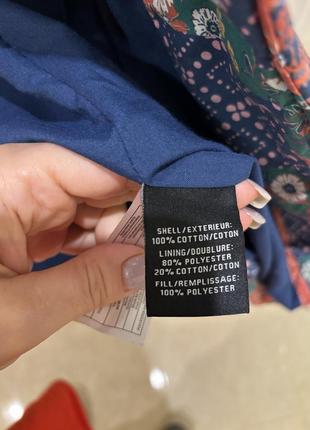 SHELL/EXTERIEUR:
100% COTTON/COTON
LINING/DOUBLURE:
80% POLYESTER
20% COTTON/COTON
FILL/REMPLISSAGE:
100% POLYESTER